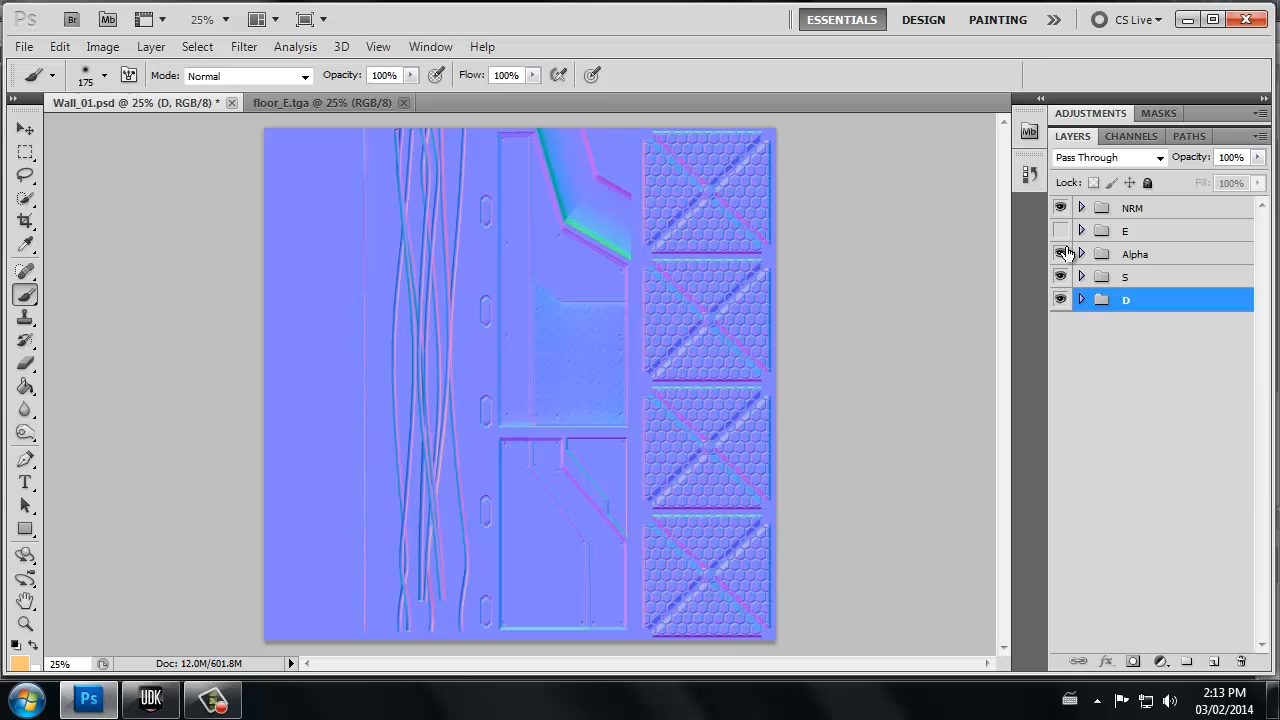 Ps Br Mb 25% ESSENTIALS DESIGN PAINTING CS Live
File Edit Image Layer Select Filter Analysis 3D View Window Help
175 Mode: Normal Opacity: 100% Flow: 100%
Wall_01.psd @ 25% (D, RGB/8) * floor_E.tga @ 25% (RGB/8)
ADJUSTMENTS MASKS
Mb LAYERS CHANNELS PATHS
Pass Through Opacity: 100%
Lock: Fill: 100%
NRM
E
Alpha
S
D
T
25% Doc: 12.0M/601.8M
fx
Ps UDK 2:13 PM
03/02/2014